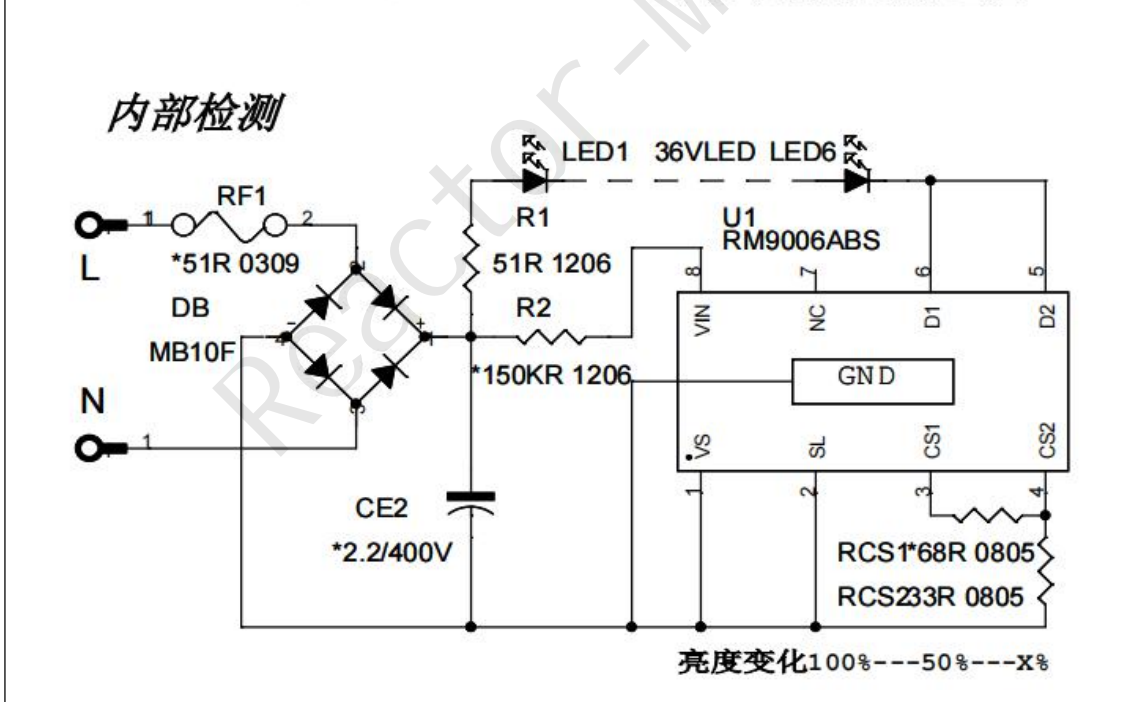 内部检测
LED1 36VLED LED6
RF1
R1
U1
RM9006ABS
1
2
L
*51R 0309
51R 1206
8
7
6
5
DB
R2
VIN
NC
D1
D2
MB10F
-
+
*150KR 1206
GND
N
1
3
VS
SL
CS1
CS2
1
2
3
4
CE2
*2.2/400V
RCS1*68R 0805
RCS233R 0805
亮度变化100%---50%---X%
Reactor-M